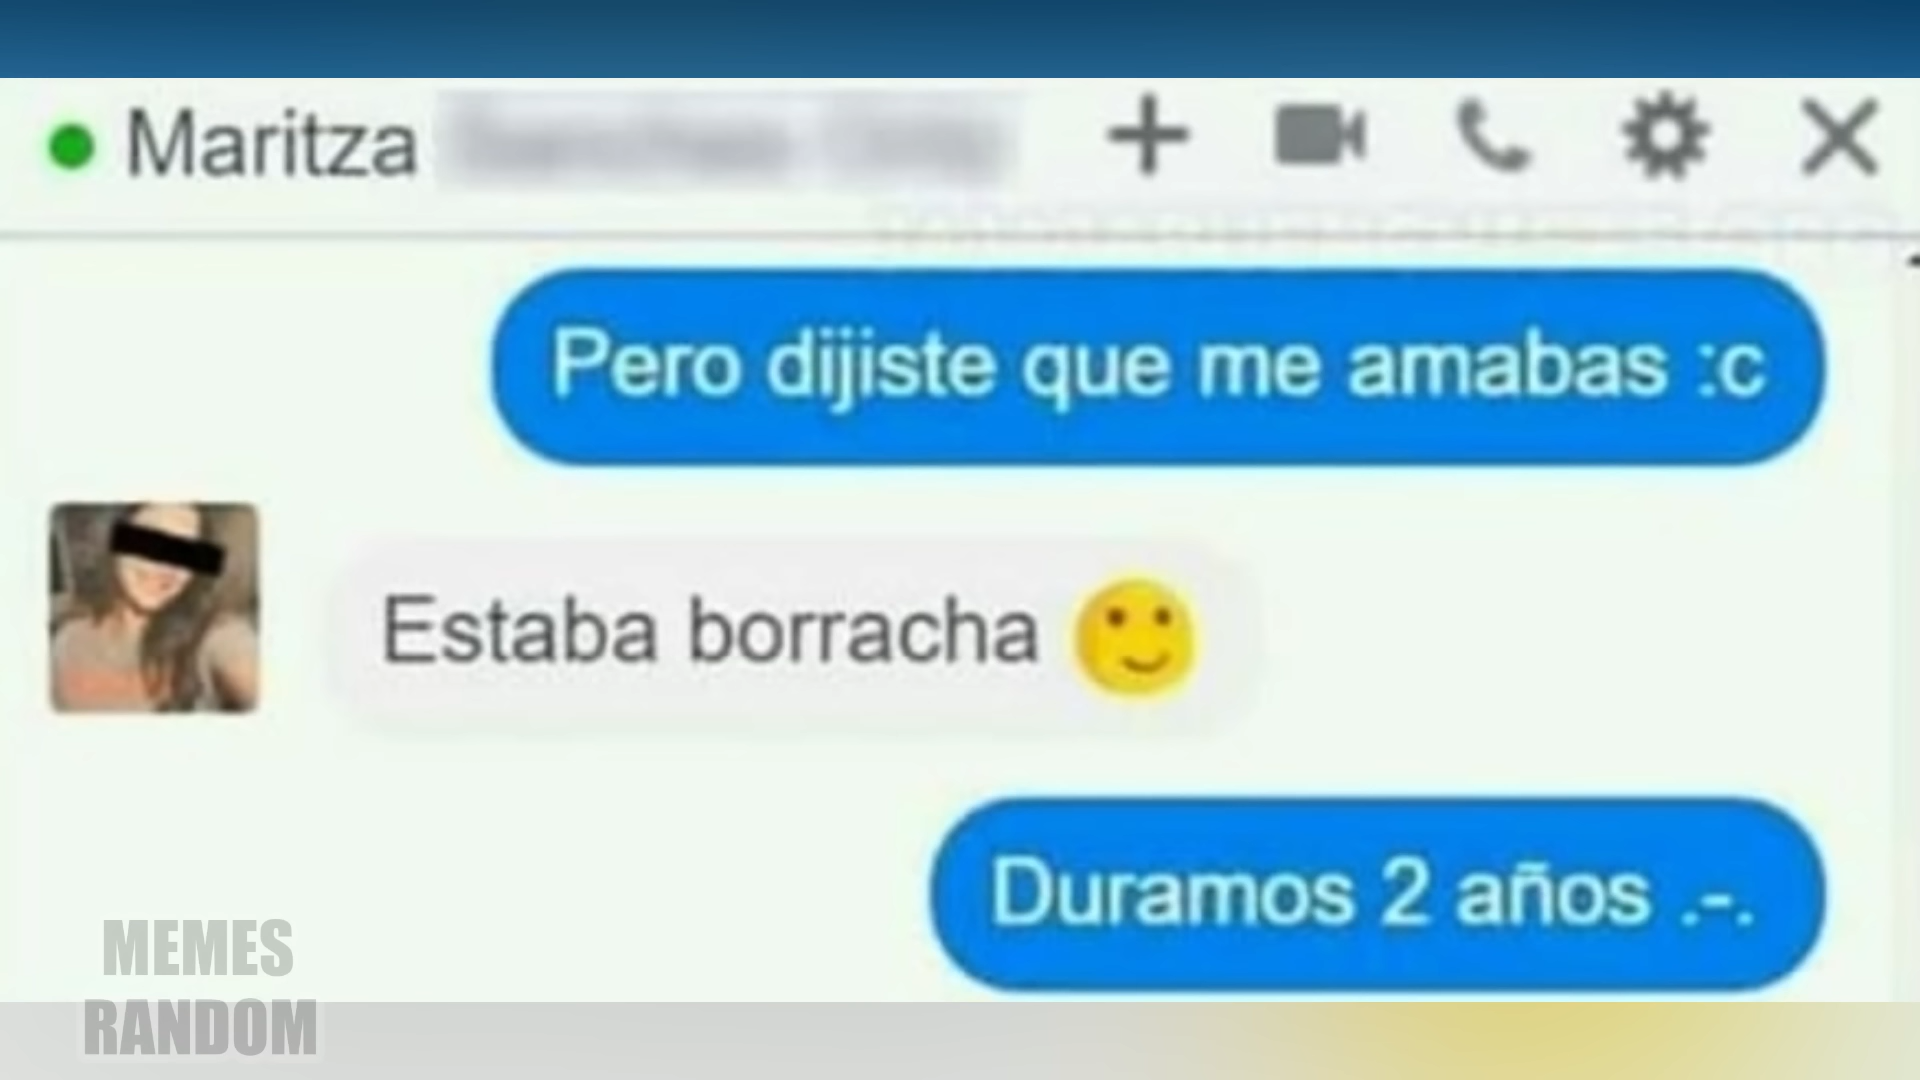 Maritza
Pero dijiste que me amabas :c
Estaba borracha 🙂
Duramos 2 años .-.
MEMES
RANDOM